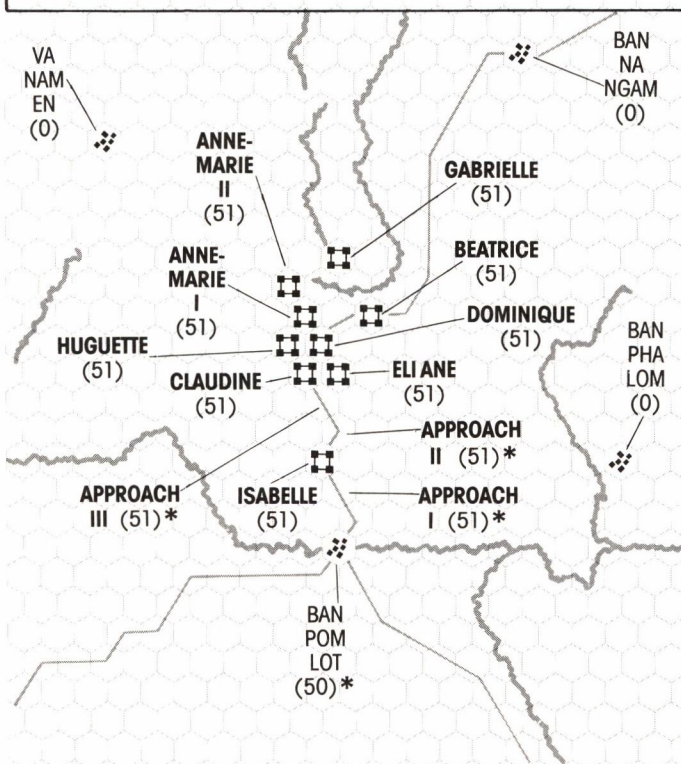 VA
NAM
EN
(0)
BAN
NA
NGAM
(0)
ANNE-
MARIE
II
(51)
GABRIELLE
(51)
ANNE-
MARIE
I
(51)
BEATRICE
(51)
HUGUETTE
(51)
DOMINIQUE
(51)
BAN
PHA
LOM
(0)
CLAUDINE
(51)
ELI ANE
(51)
APPROACH
II (51)*
APPROACH
III (51)*
ISABELLE
(51)
APPROACH
I (51)*
BAN
POM
LOT
(50)*